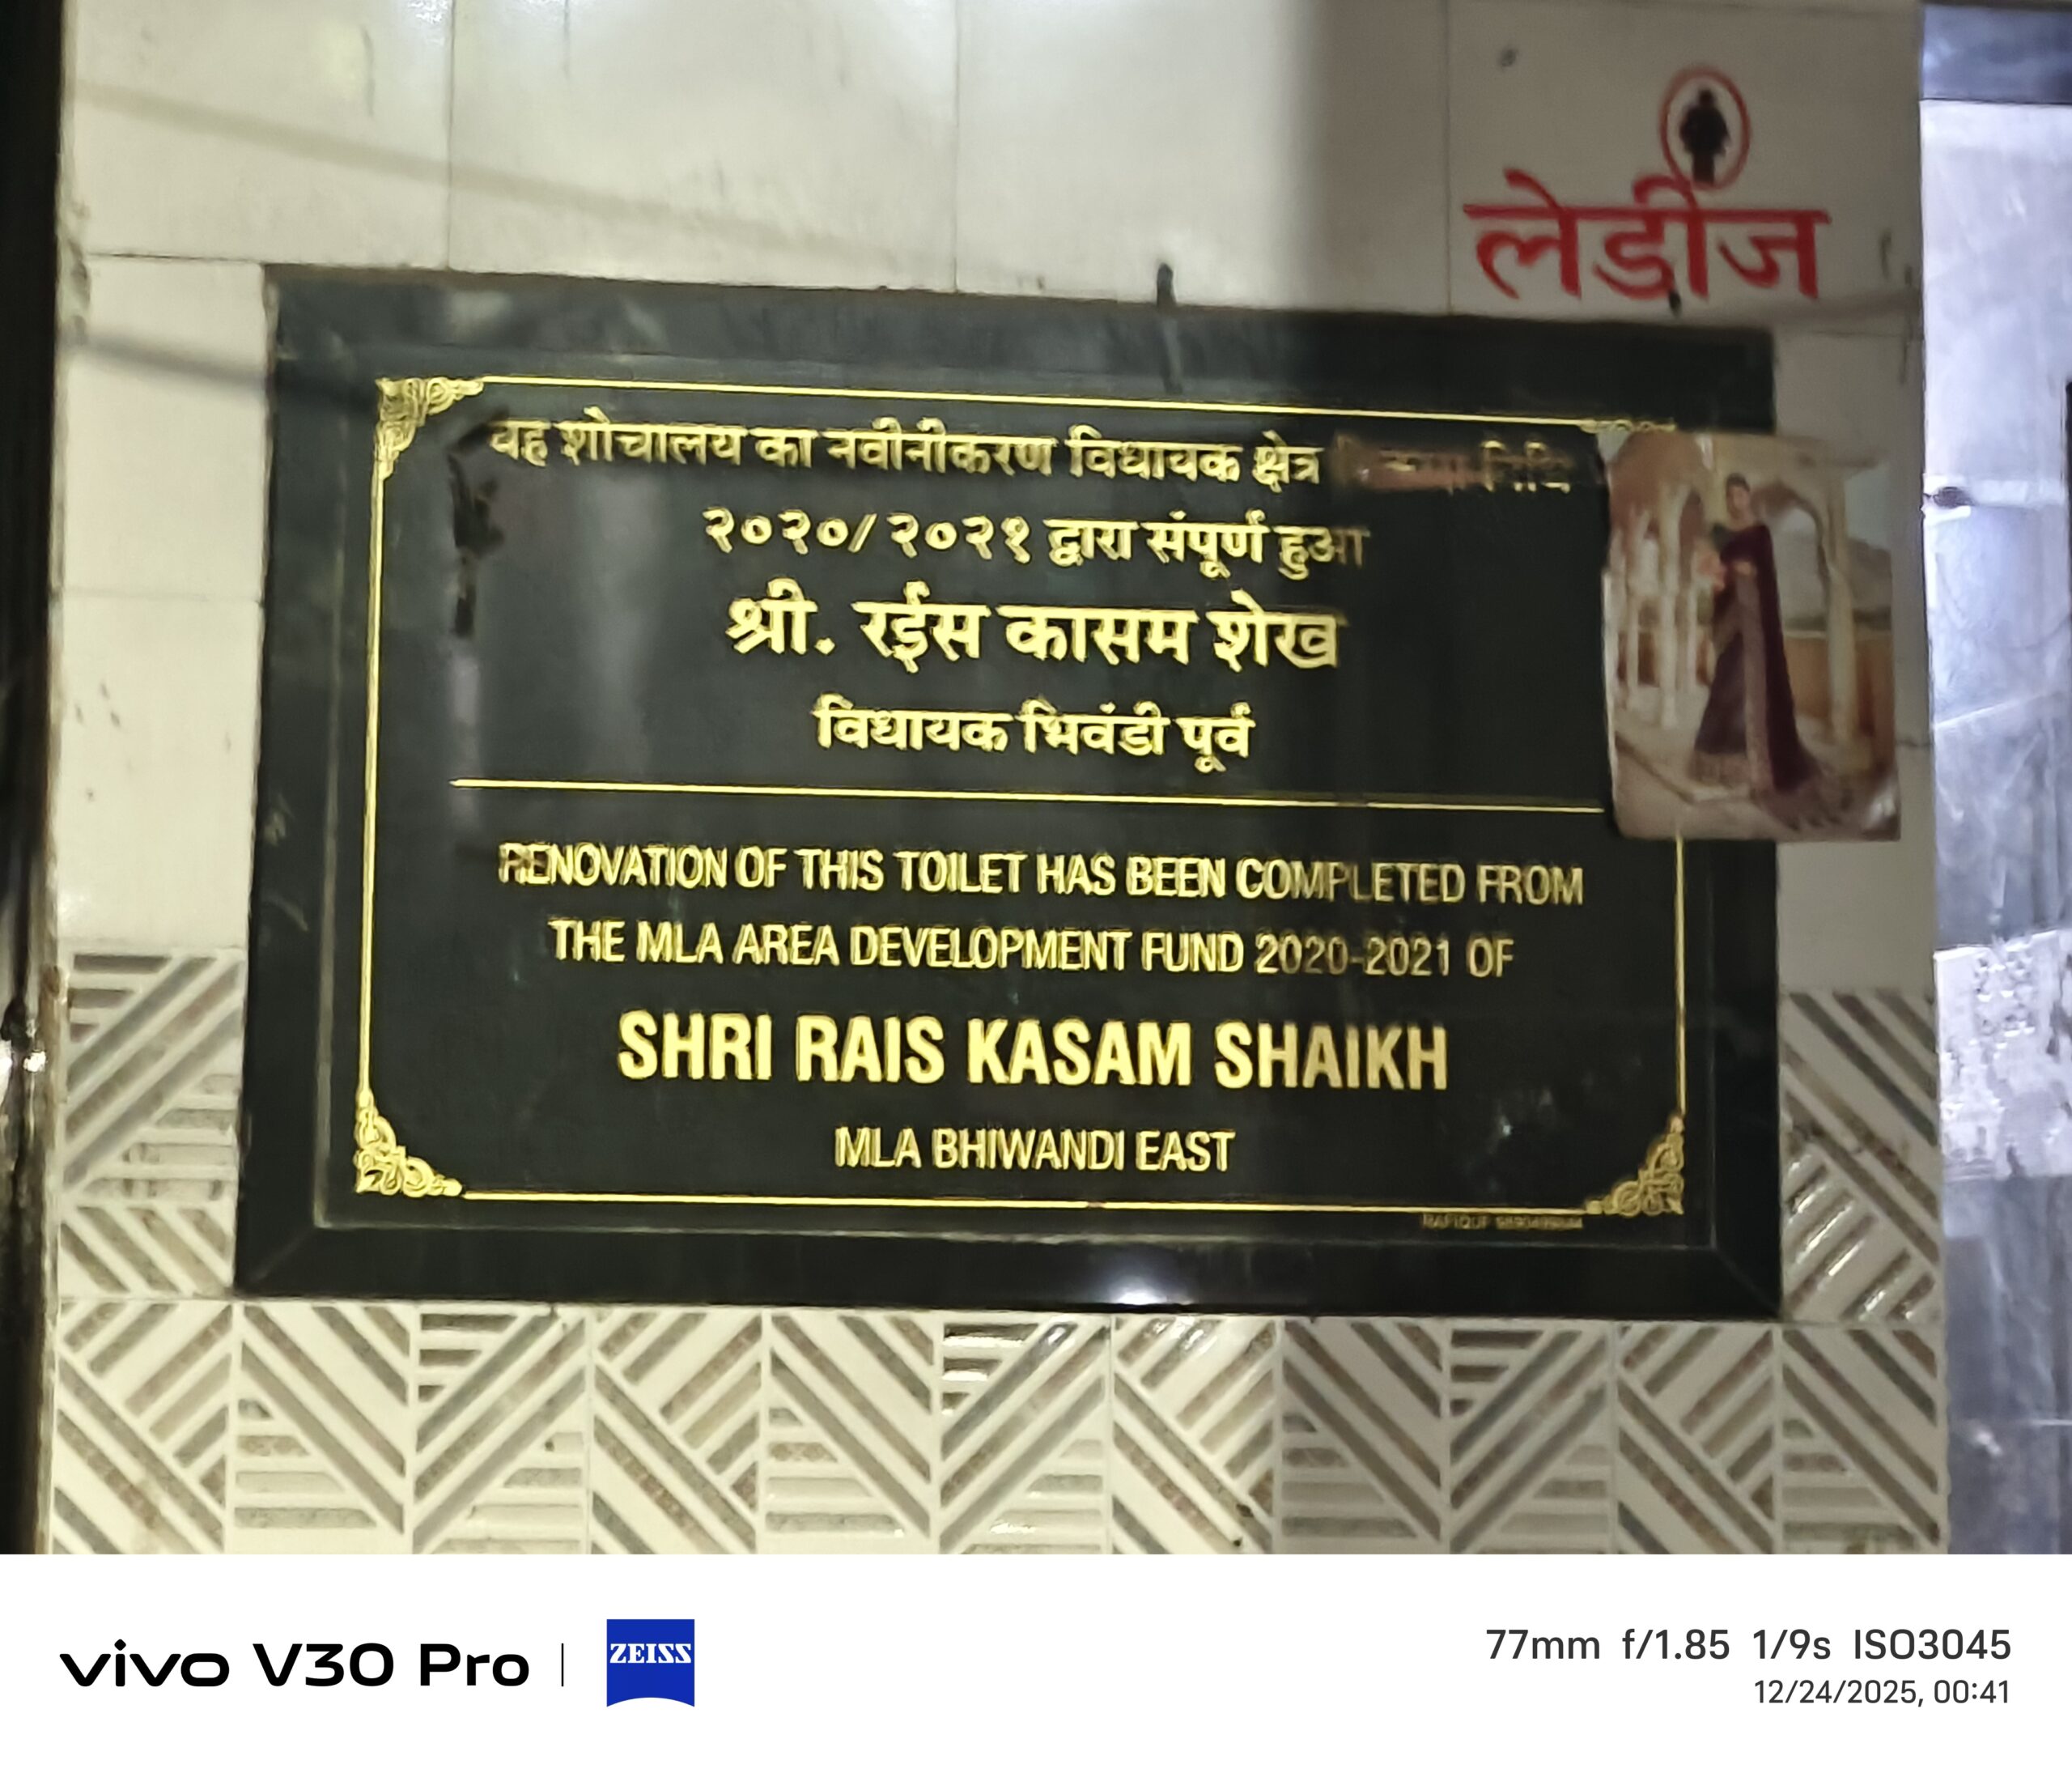 लेडीज
यह शौचालय का नवीनीकरण विधायक क्षेत्र
२०२०/२०२१ द्वारा संपूर्ण हुआ
श्री. रईस कासम शेख
विधायक भिवंडी पूर्व
RENOVATION OF THIS TOILET HAS BEEN COMPLETED FROM
THE MLA AREA DEVELOPMENT FUND 2020-2021 OF
SHRI RAIS KASAM SHAIKH
MLA BHIWANDI EAST
vivo V30 Pro
ZEISS
77mm f/1.85 1/9s ISO3045
12/24/2025, 00:41